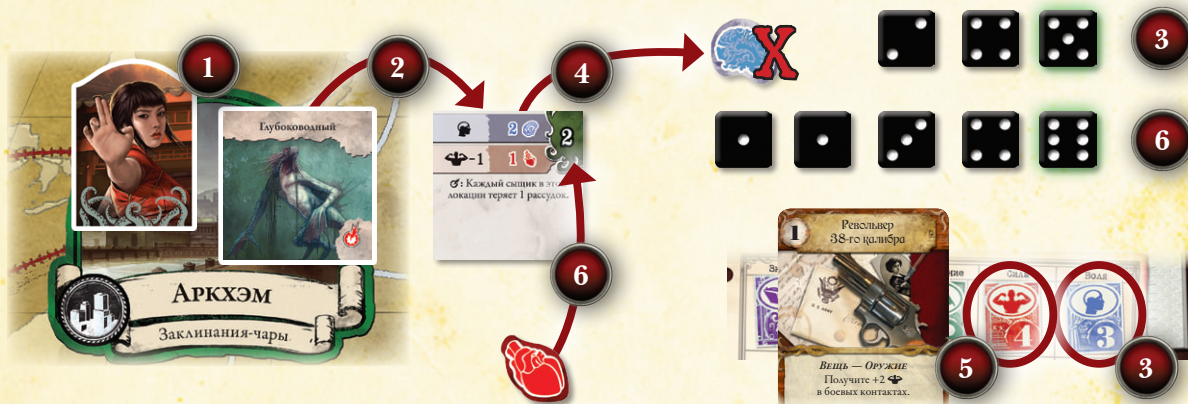 1
2
4
X
3
Глубоководный
2
2
-1 1
: Каждый сыщик в
локации теряет 1 рассудок.
6
6
АРКХЭМ
Заклинания-чары
1
Револьвер
38-го калибра
Сила
Воля
4
3
Вещь — Оружие
Получите +2
в боевых контактах.
5
3